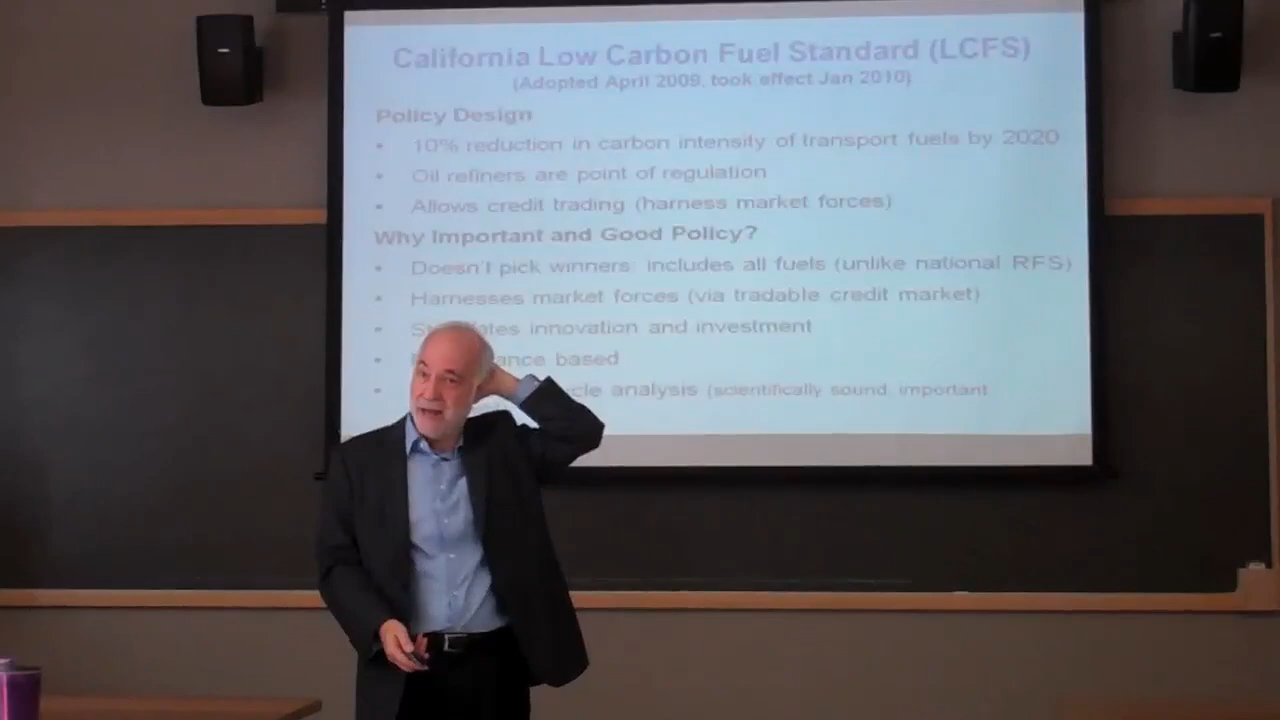 California Low Carbon Fuel Standard (LCFS)
(Adopted April 2009, took effect Jan 2010)
Policy Design
• 10% reduction in carbon intensity of transport fuels by 2020
• Oil refiners are point of regulation
• Allows credit trading (harness market forces)
Why Important and Good Policy?
• Doesn't pick winners: includes all fuels (unlike national RFS)
• Harnesses market forces (via tradable credit market)
• innovation and investment
• based
• analysis (scientifically sound, important